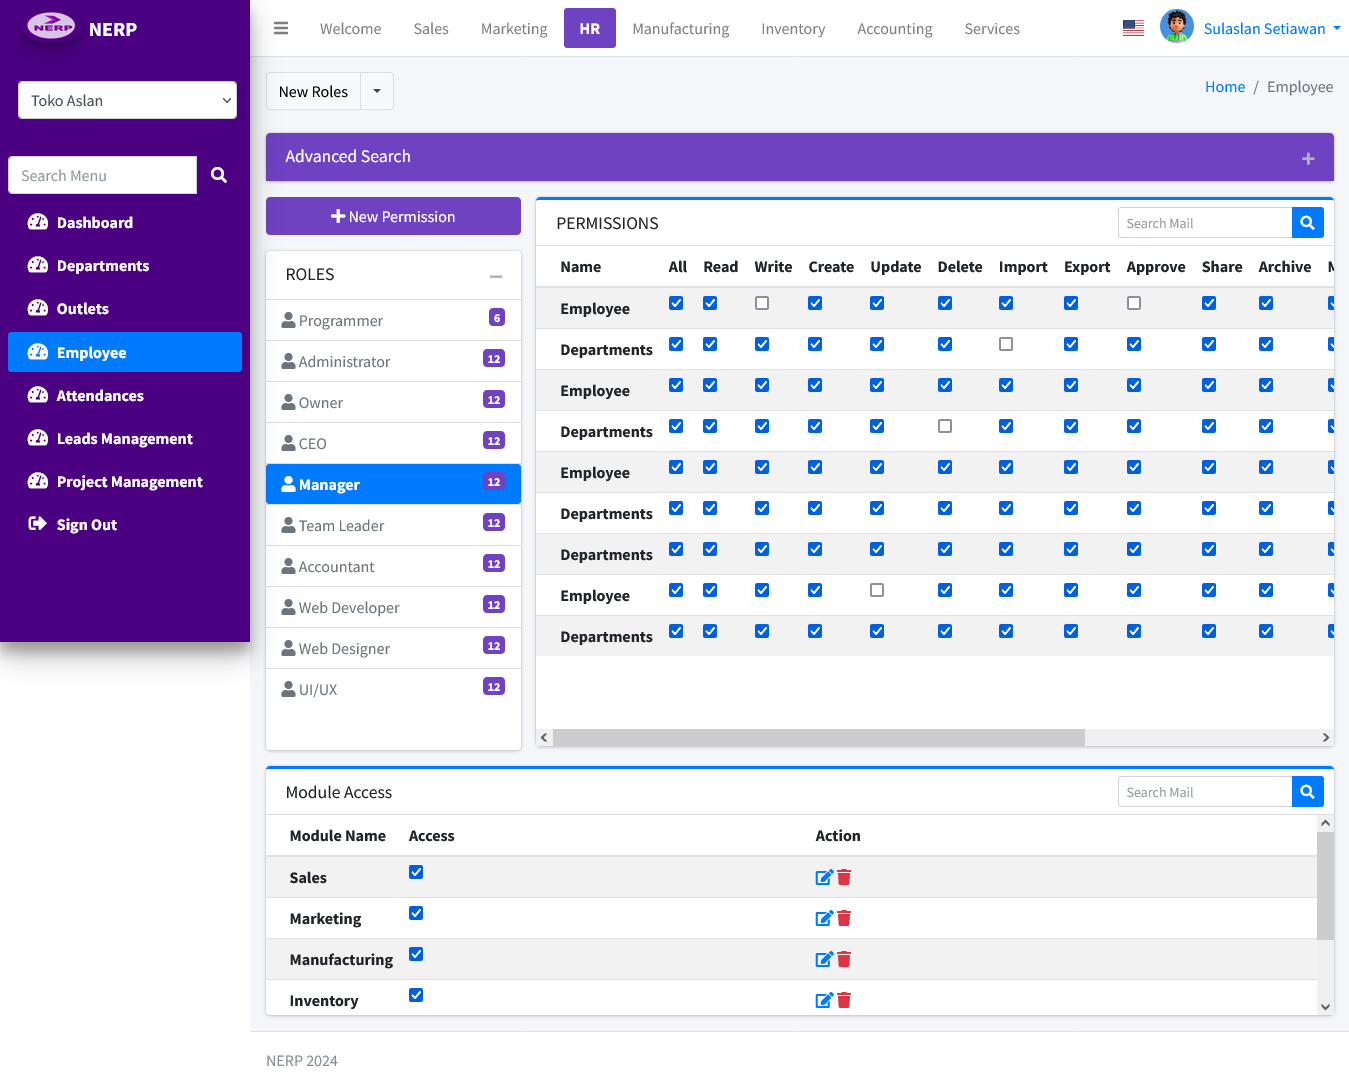 NERP
NERP
Welcome Sales Marketing HR Manufacturing Inventory Accounting Services Sulaslan Setiawan
Toko Aslan
New Roles
Home / Employee
Search Menu
Dashboard
Departments
Outlets
Employee
Attendances
Leads Management
Project Management
Sign Out
Advanced Search
New Permission
ROLES
Programmer 6
Administrator 12
Owner 12
CEO 12
Manager 12
Team Leader 12
Accountant 12
Web Developer 12
Web Designer 12
UI/UX 12
PERMISSIONS
Search Mail
Name All Read Write Create Update Delete Import Export Approve Share Archive
Employee
Departments
Employee
Departments
Employee
Departments
Departments
Employee
Departments
Module Access
Search Mail
Module Name Access Action
Sales
Marketing
Manufacturing
Inventory
NERP 2024